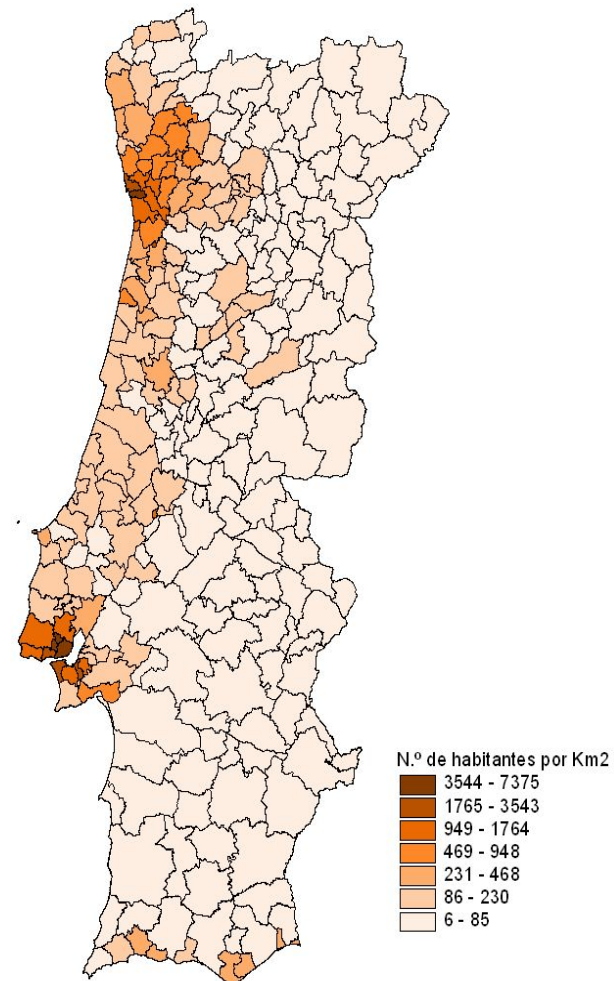 N.º de habitantes por Km2
3544 - 7375
1765 - 3543
949 - 1764
469 - 948
231 - 468
86 - 230
6 - 85